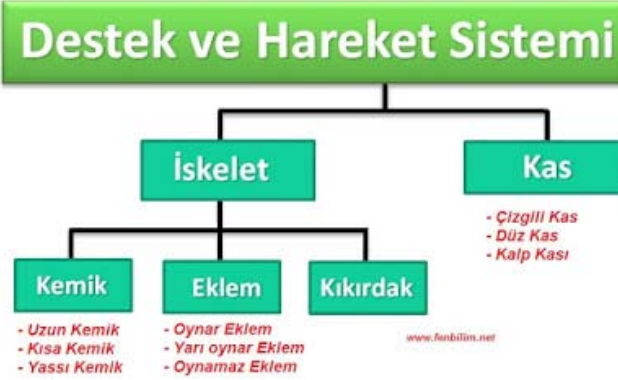 Destek ve Hareket Sistemi
İskelet
Kas
- Çizgili Kas
- Düz Kas
- Kalp Kası
Kemik
Eklem
Kıkırdak
- Uzun Kemik
- Kısa Kemik
- Yassı Kemik
- Oynar Eklem
- Yarı oynar Eklem
- Oynamaz Eklem
www.fenbilim.net